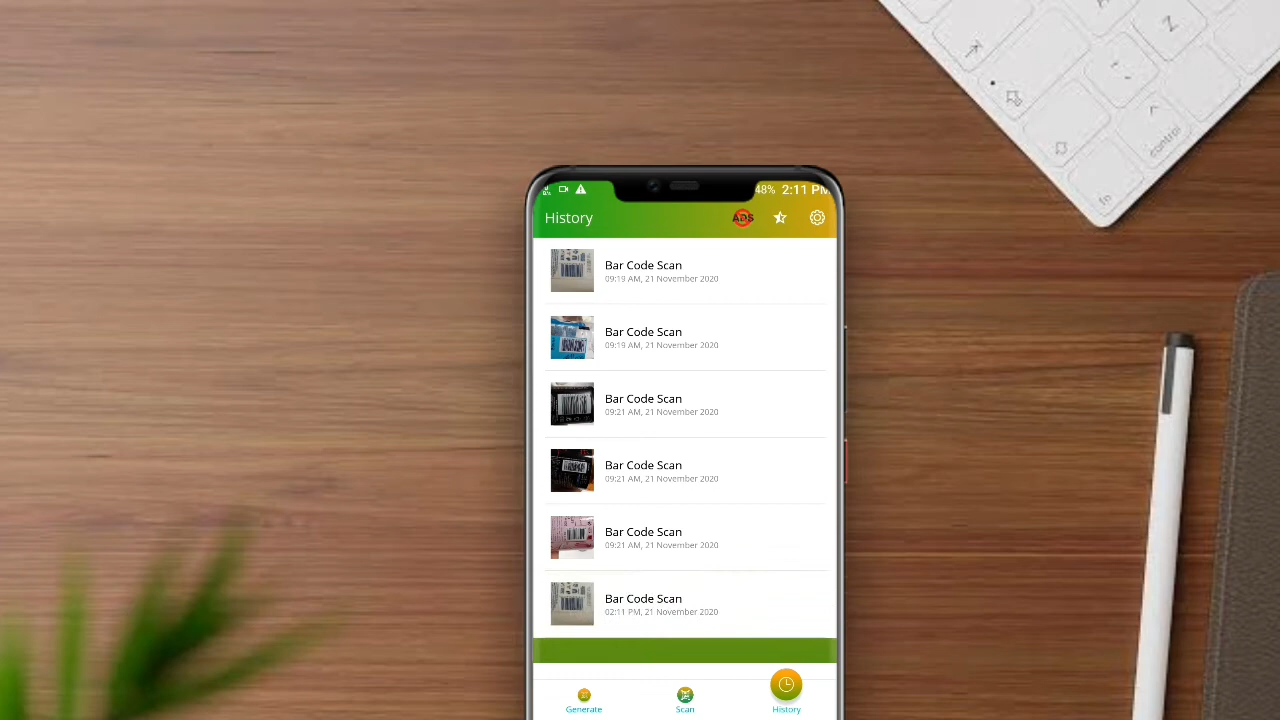 48% 2:11 PM
History
ADS
Bar Code Scan
09:19 AM, 21 November 2020
Bar Code Scan
09:19 AM, 21 November 2020
Bar Code Scan
09:21 AM, 21 November 2020
Bar Code Scan
09:21 AM, 21 November 2020
Bar Code Scan
09:21 AM, 21 November 2020
Bar Code Scan
02:11 PM, 21 November 2020
Generate
Scan
History
Z
control
fn